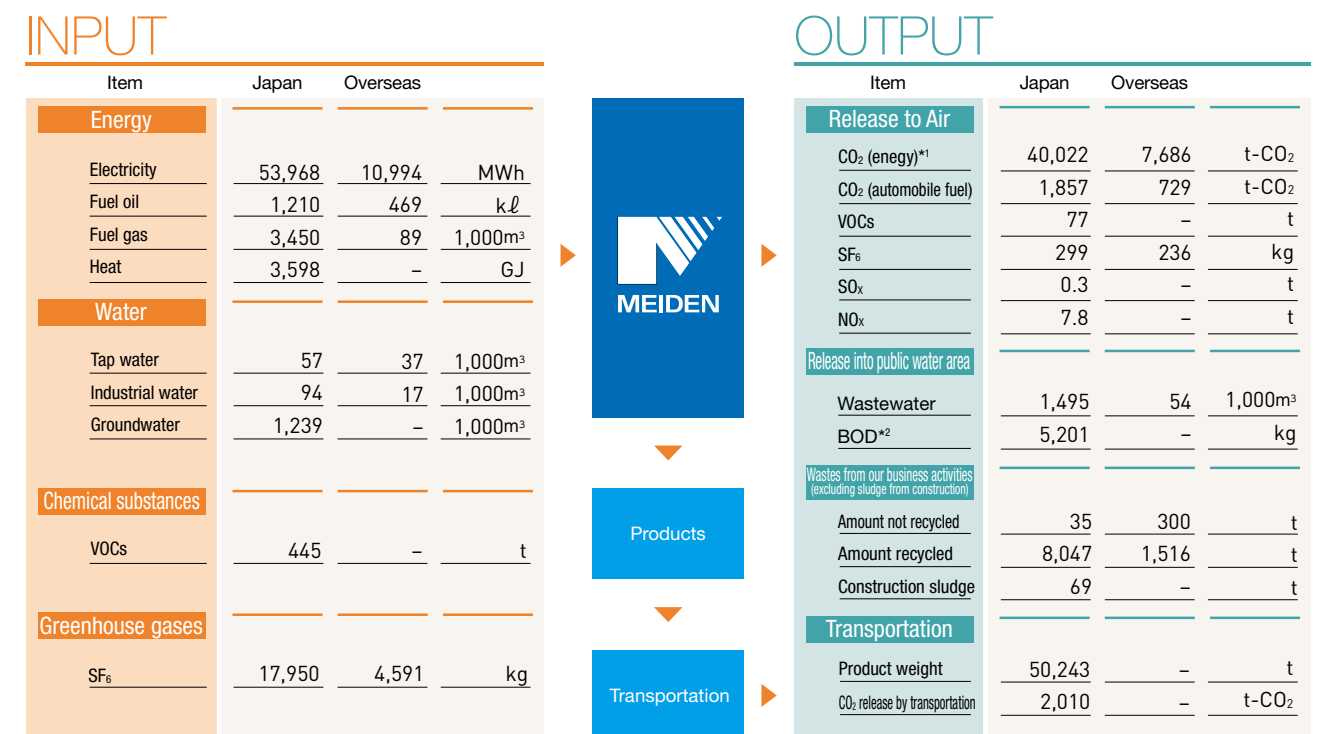 INPUT
Item Japan Overseas
Energy
Electricity 53,968 10,994 MWh
Fuel oil 1,210 469 kℓ
Fuel gas 3,450 89 1,000m³
Heat 3,598 – GJ
Water
Tap water 57 37 1,000m³
Industrial water 94 17 1,000m³
Groundwater 1,239 – 1,000m³
Chemical substances
VOCs 445 – t
Greenhouse gases
SF₆ 17,950 4,591 kg
MEIDEN
Products
Transportation
OUTPUT
Item Japan Overseas
Release to Air
CO₂ (enegy)*¹ 40,022 7,686 t-CO₂
CO₂ (automobile fuel) 1,857 729 t-CO₂
VOCs 77 – t
SF₆ 299 236 kg
SOx 0.3 – t
NOx 7.8 – t
Release into public water area
Wastewater 1,495 54 1,000m³
BOD*² 5,201 – kg
Wastes from our business activities
(excluding sludge from construction)
Amount not recycled 35 300 t
Amount recycled 8,047 1,516 t
Construction sludge 69 – t
Transportation
Product weight 50,243 – t
CO₂ release by transportation 2,010 – t-CO₂